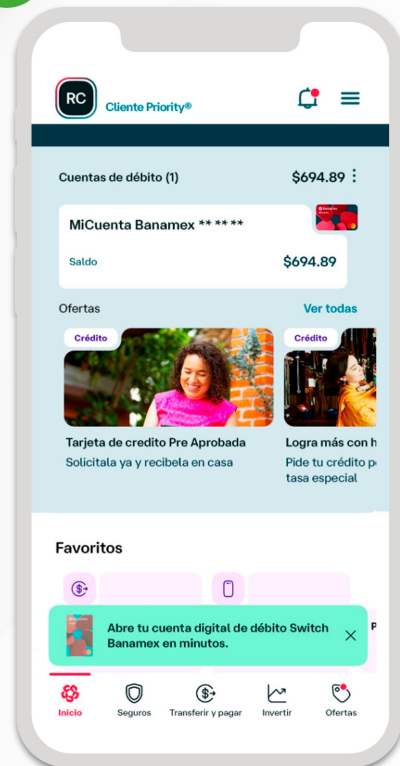 RC
Cliente Priority®
Cuentas de débito (1)
$694.89
MiCuenta Banamex ** ** **
Saldo
$694.89
Ofertas
Ver todas
Crédito
Crédito
Tarjeta de credito Pre Aprobada
Solicitala ya y recibela en casa
Logra más con h
Pide tu crédito p
tasa especial
Favoritos
Abre tu cuenta digital de débito Switch
Banamex en minutos.
P
Inicio
Seguros
Transferir y pagar
Invertir
Ofertas